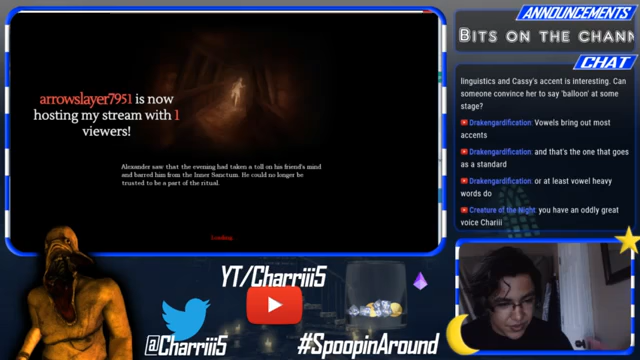 ANNOUNCEMENTS
BITS ON THE CHANN
CHAT
linguistics and Cassy's accent is interesting. Can
someone convince her to say 'balloon' at some
stage?
Drakengardification: Vowels bring out most
accents
Drakengardification: and that's the one that goes
as a standard
Drakengardification: or at least vowel heavy
words do
Creature of the Night: you have an oddly great
voice Chariii
arrowslayer7951 is now
hosting my stream with 1
viewers!
Alexander saw that the evening had taken a toll on his friend's mind
and barred him from the Inner Sanctum. He could no longer be
trusted to be a part of the ritual.
Loading...
YT/Charriii5
@Charriii5
#SpoopinAround